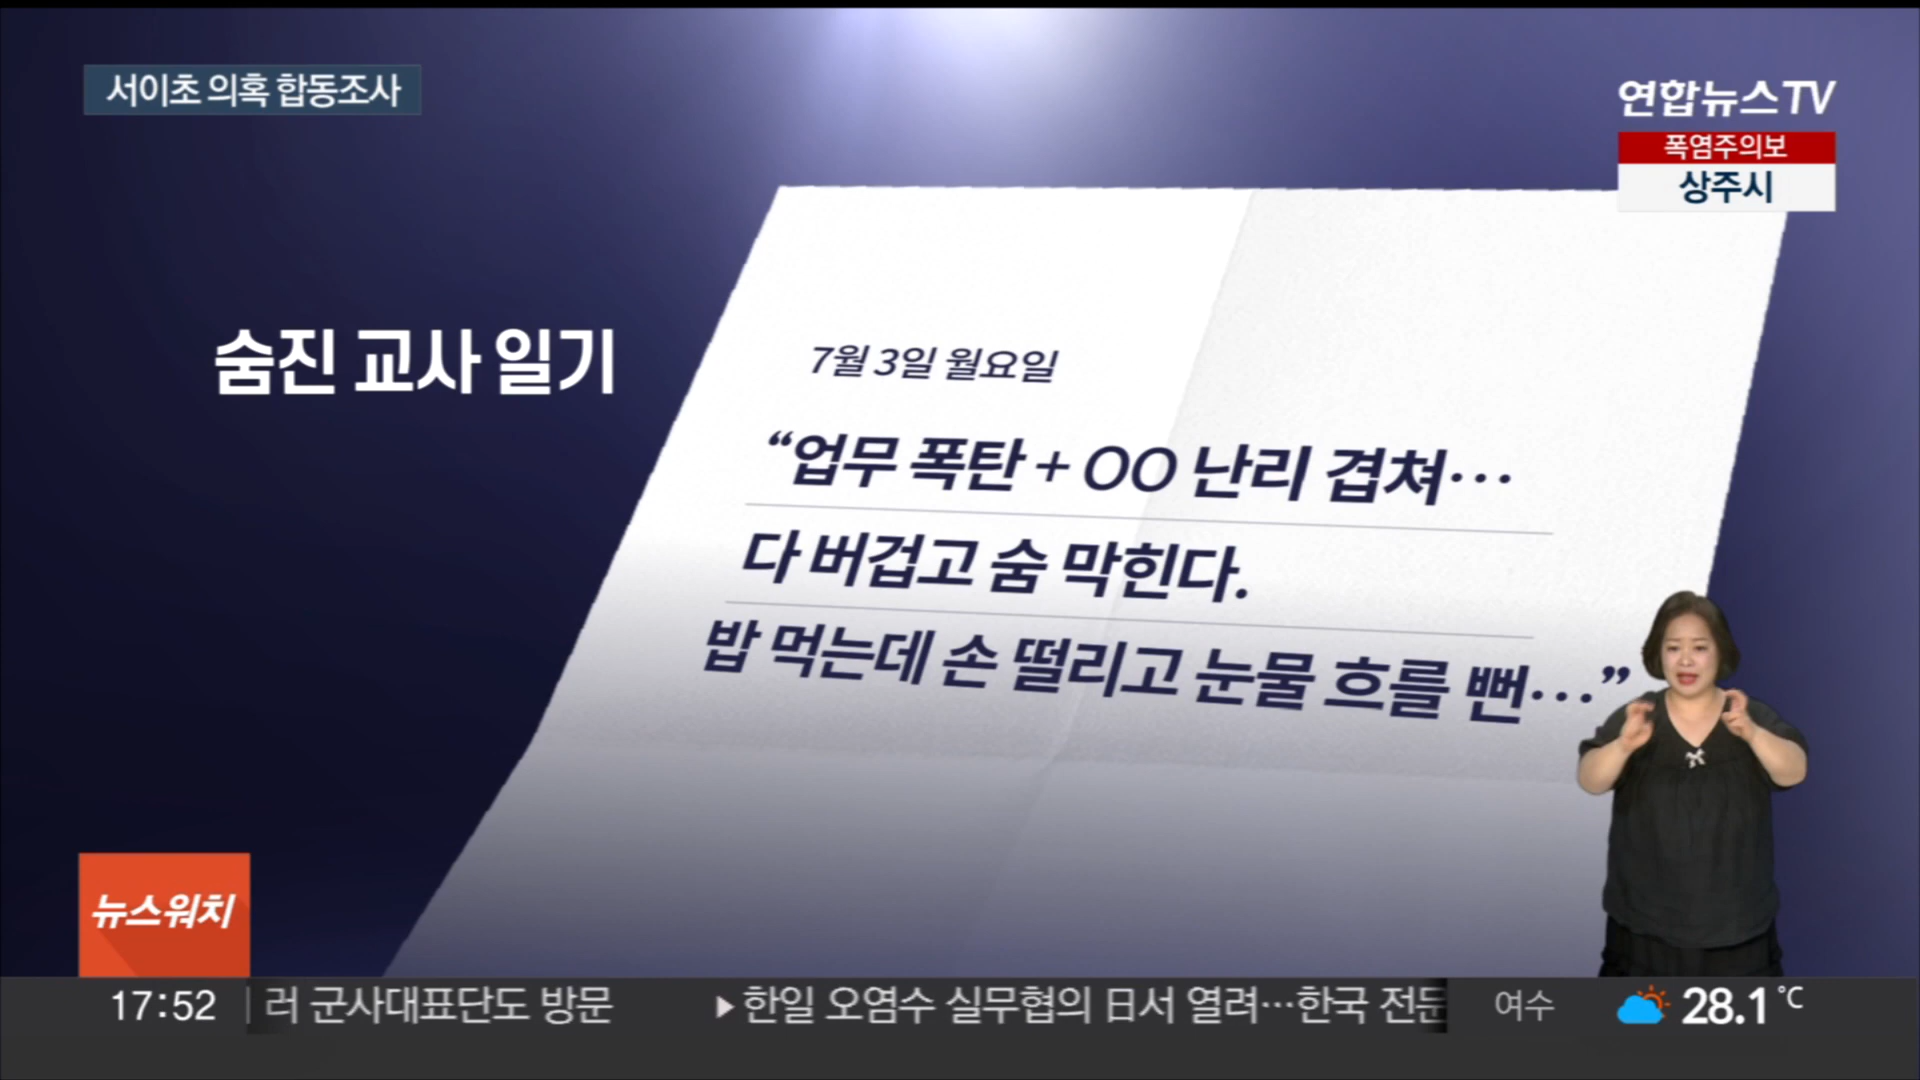 서이초 의혹 합동조사
연합뉴스TV
폭염주의보
상주시
숨진 교사 일기
7월 3일 월요일
“업무 폭탄 + OO 난리 겹쳐…
다 버겁고 숨 막힌다.
밥 먹는데 손 떨리고 눈물 흐를 뻔…”
뉴스워치
17:52 러 군사대표단도 방문 ▶한일 오염수 실무협의 日서 열려…한국 전문 여수 28.1℃